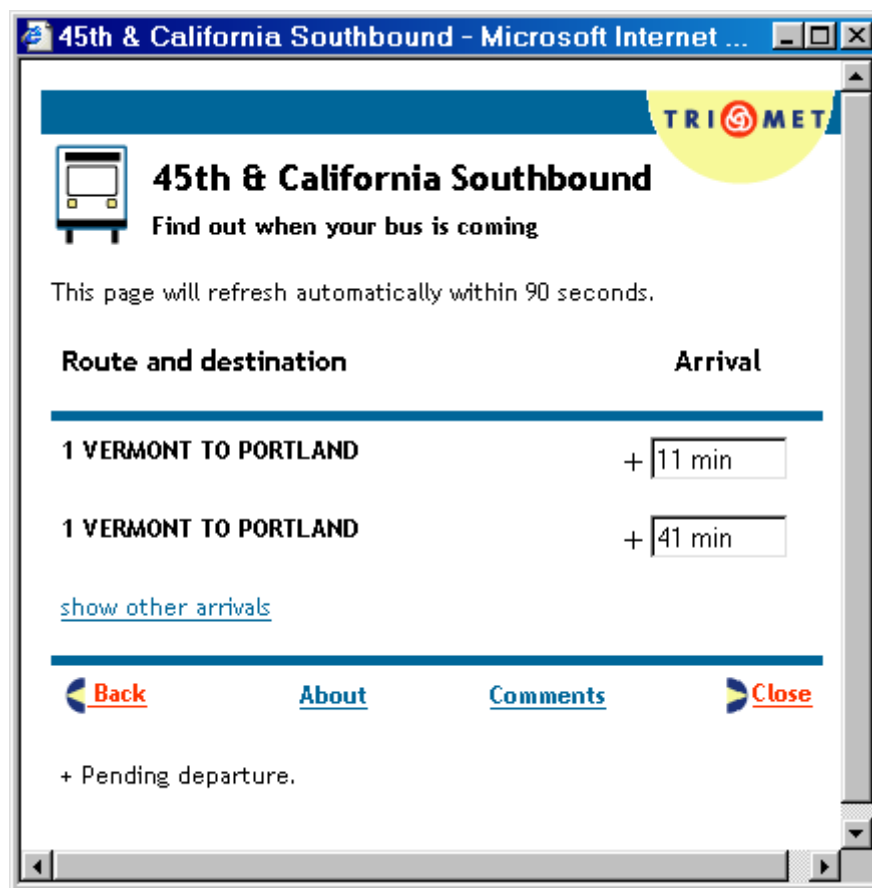 45th & California Southbound - Microsoft Internet ...
TRI MET
45th & California Southbound
Find out when your bus is coming
This page will refresh automatically within 90 seconds.
Route and destination Arrival
1 VERMONT TO PORTLAND + 11 min
1 VERMONT TO PORTLAND + 41 min
show other arrivals
Back About Comments Close
+ Pending departure.